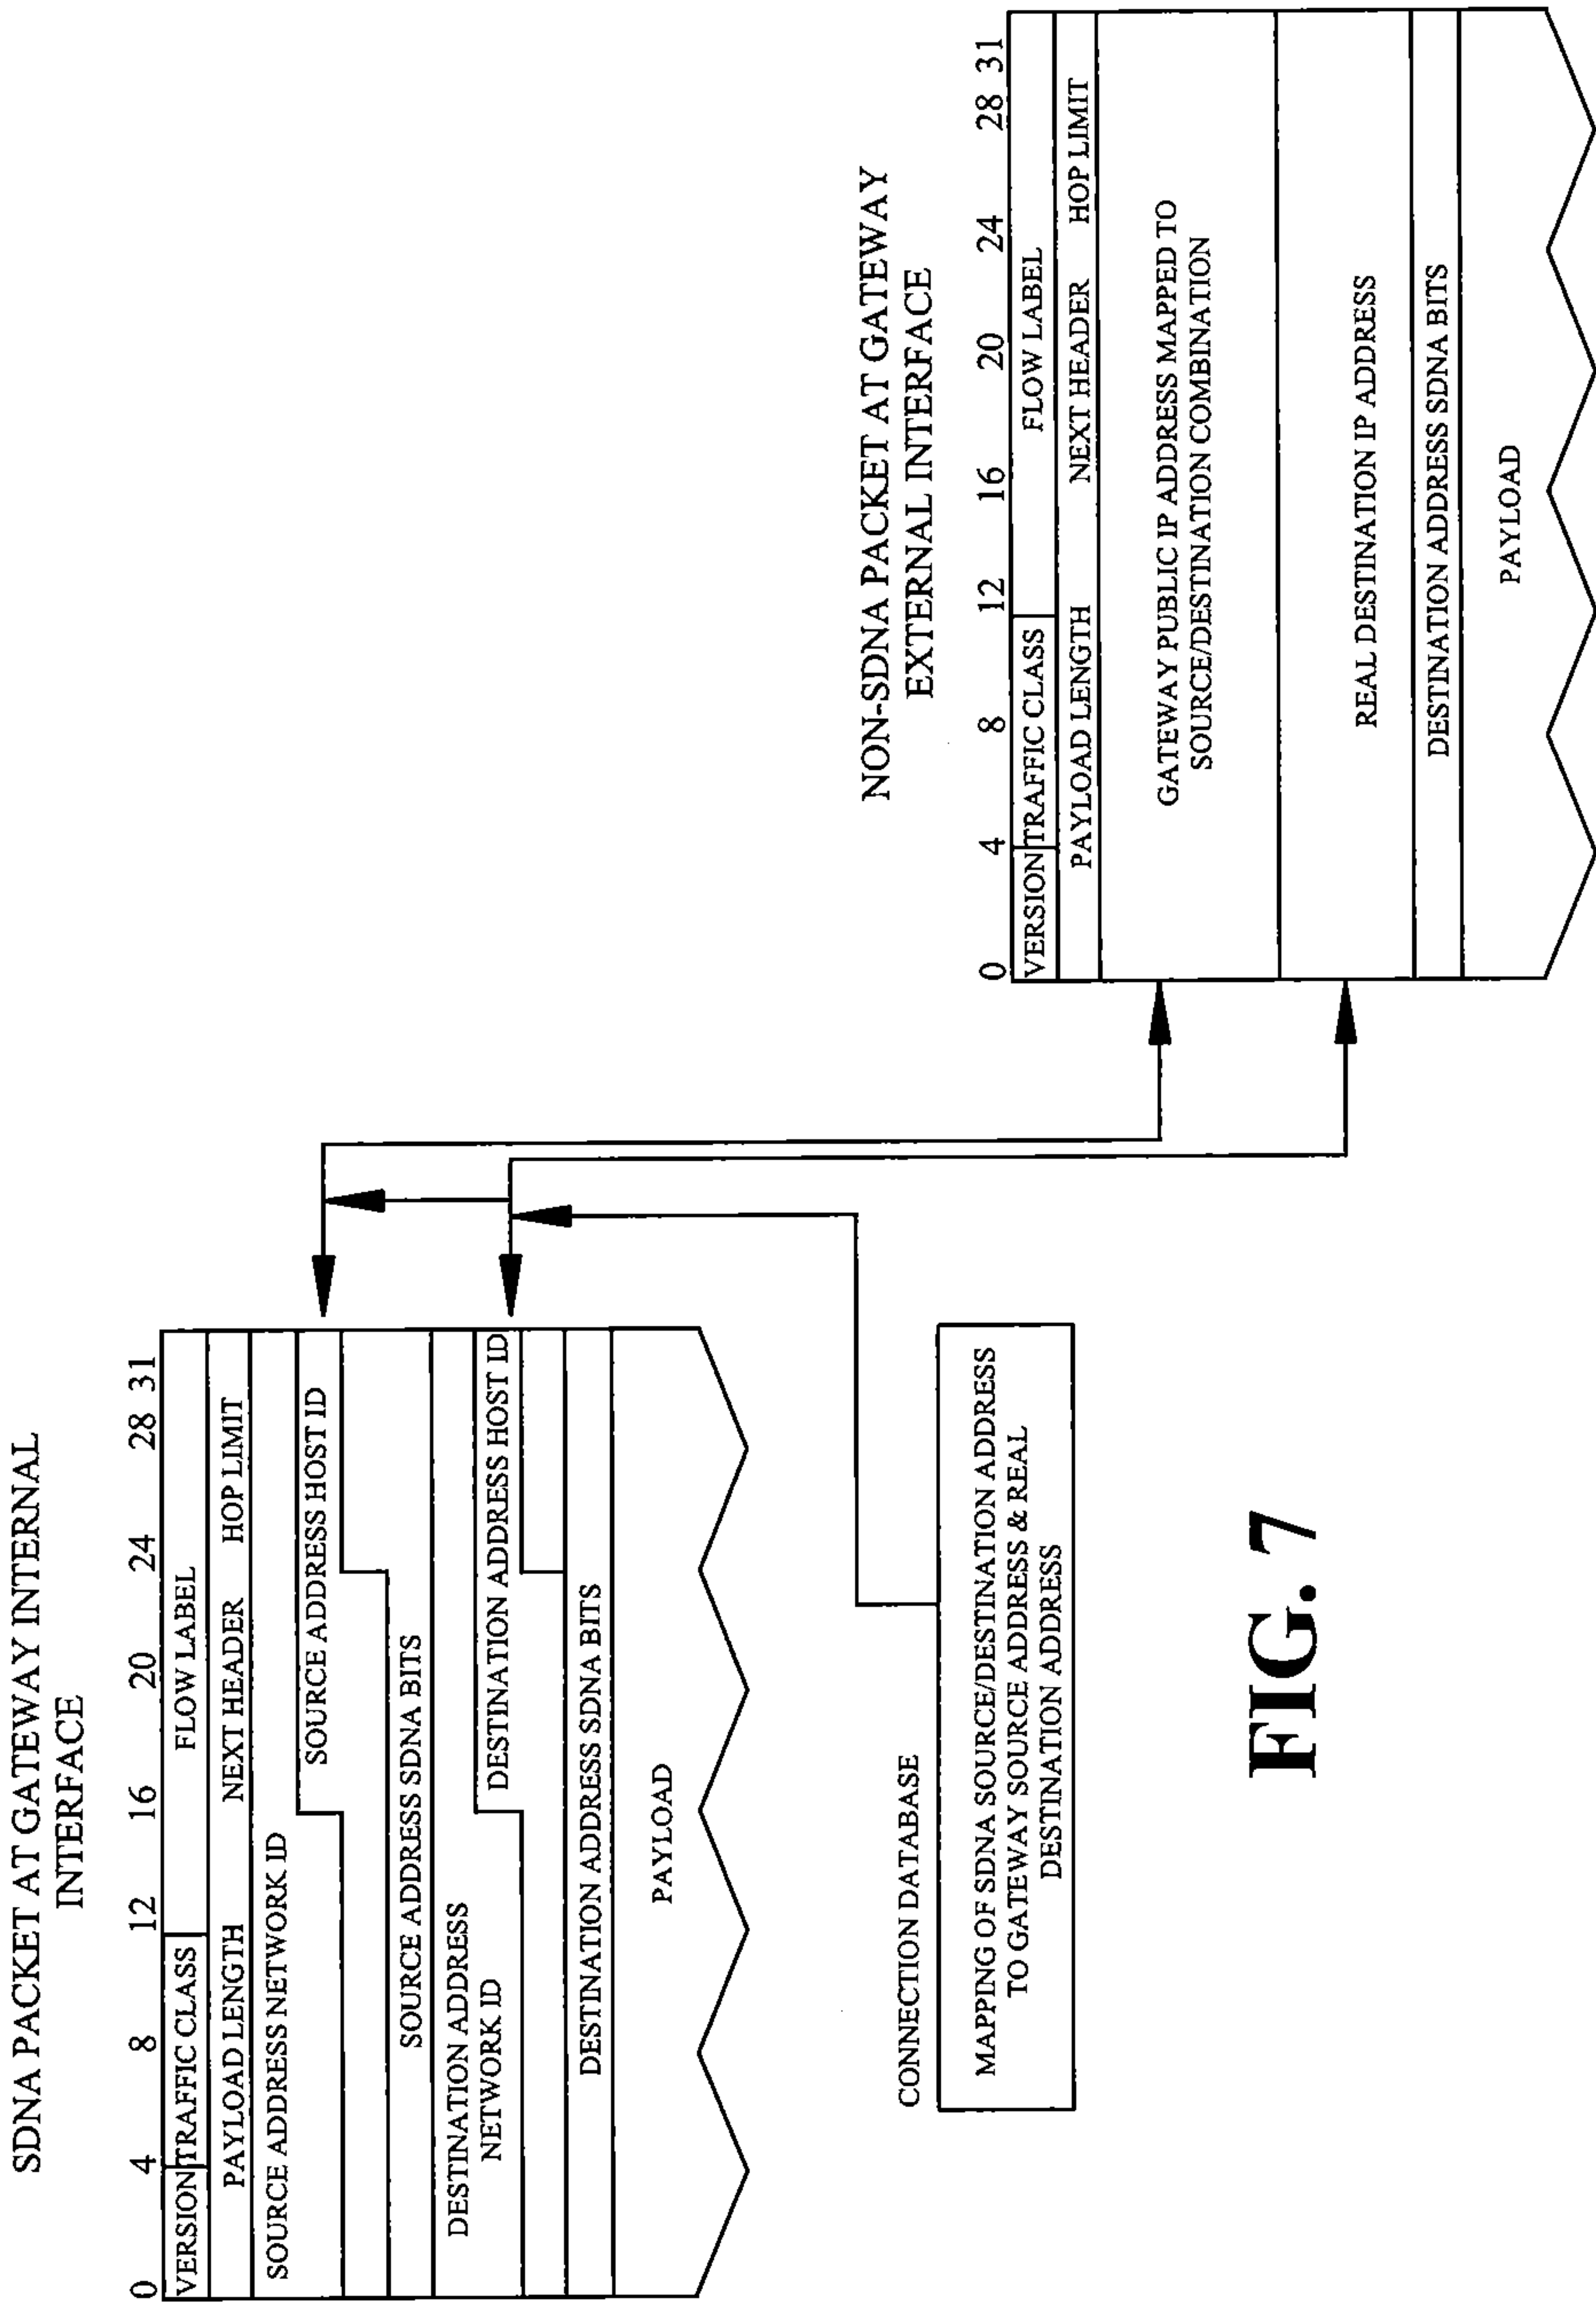 SDNA PACKET AT GATEWAY INTERNAL
INTERFACE
0 4 8 12 16 20 24 28 31
VERSION TRAFFIC CLASS FLOW LABEL
PAYLOAD LENGTH NEXT HEADER HOP LIMIT
SOURCE ADDRESS NETWORK ID
SOURCE ADDRESS HOST ID
SOURCE ADDRESS SDNA BITS
DESTINATION ADDRESS
NETWORK ID
DESTINATION ADDRESS HOST ID
DESTINATION ADDRESS SDNA BITS
PAYLOAD
CONNECTION DATABASE
MAPPING OF SDNA SOURCE/DESTINATION ADDRESS
TO GATEWAY SOURCE ADDRESS & REAL
DESTINATION ADDRESS
NON-SDNA PACKET AT GATEWAY
EXTERNAL INTERFACE
0 4 8 12 16 20 24 28 31
VERSION TRAFFIC CLASS FLOW LABEL
PAYLOAD LENGTH NEXT HEADER HOP LIMIT
GATEWAY PUBLIC IP ADDRESS MAPPED TO
SOURCE/DESTINATION COMBINATION
REAL DESTINATION IP ADDRESS
DESTINATION ADDRESS SDNA BITS
PAYLOAD
FIG. 7